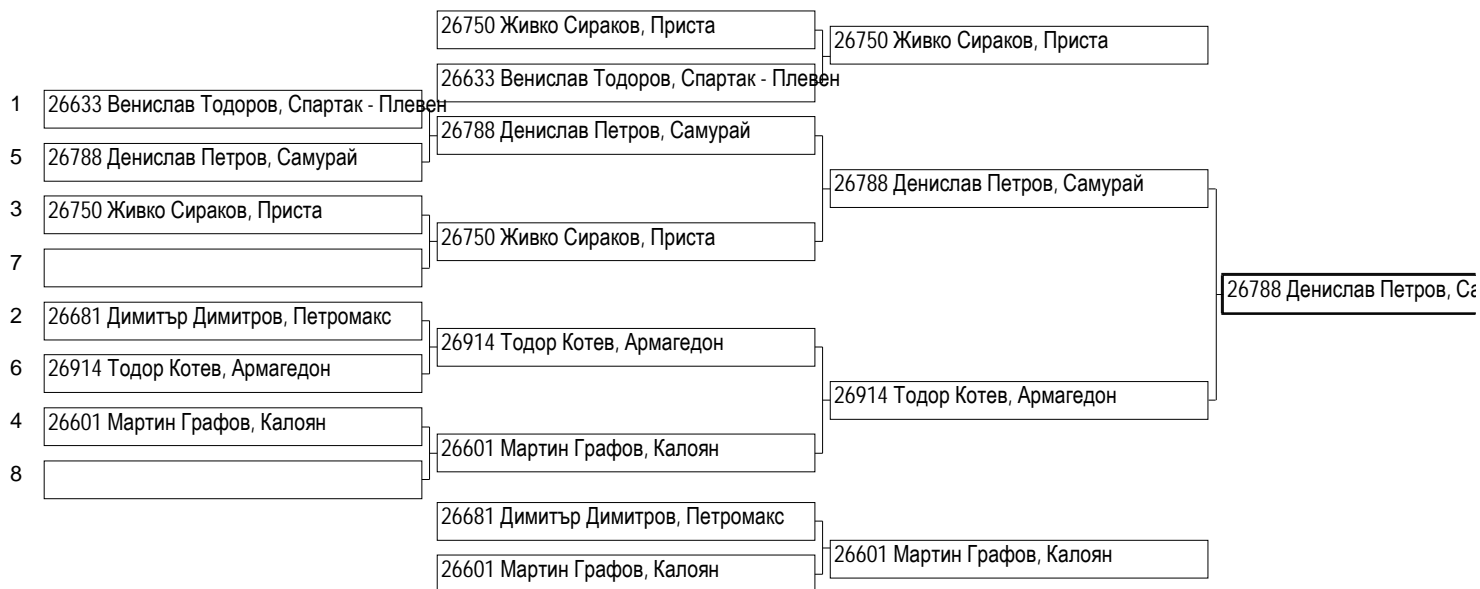 26750 Живко Сираков, Приста
26750 Живко Сираков, Приста
26633 Венислав Тодоров, Спартак - Плевен
1 26633 Венислав Тодоров, Спартак - Плевен
26788 Денислав Петров, Самурай
5 26788 Денислав Петров, Самурай
26788 Денислав Петров, Самурай
3 26750 Живко Сираков, Приста
26750 Живко Сираков, Приста
7
26788 Денислав Петров, Са
2 26681 Димитър Димитров, Петромакс
26914 Тодор Котев, Армагедон
6 26914 Тодор Котев, Армагедон
26914 Тодор Котев, Армагедон
4 26601 Мартин Графов, Калоян
26601 Мартин Графов, Калоян
8
26681 Димитър Димитров, Петромакс
26601 Мартин Графов, Калоян
26601 Мартин Графов, Калоян